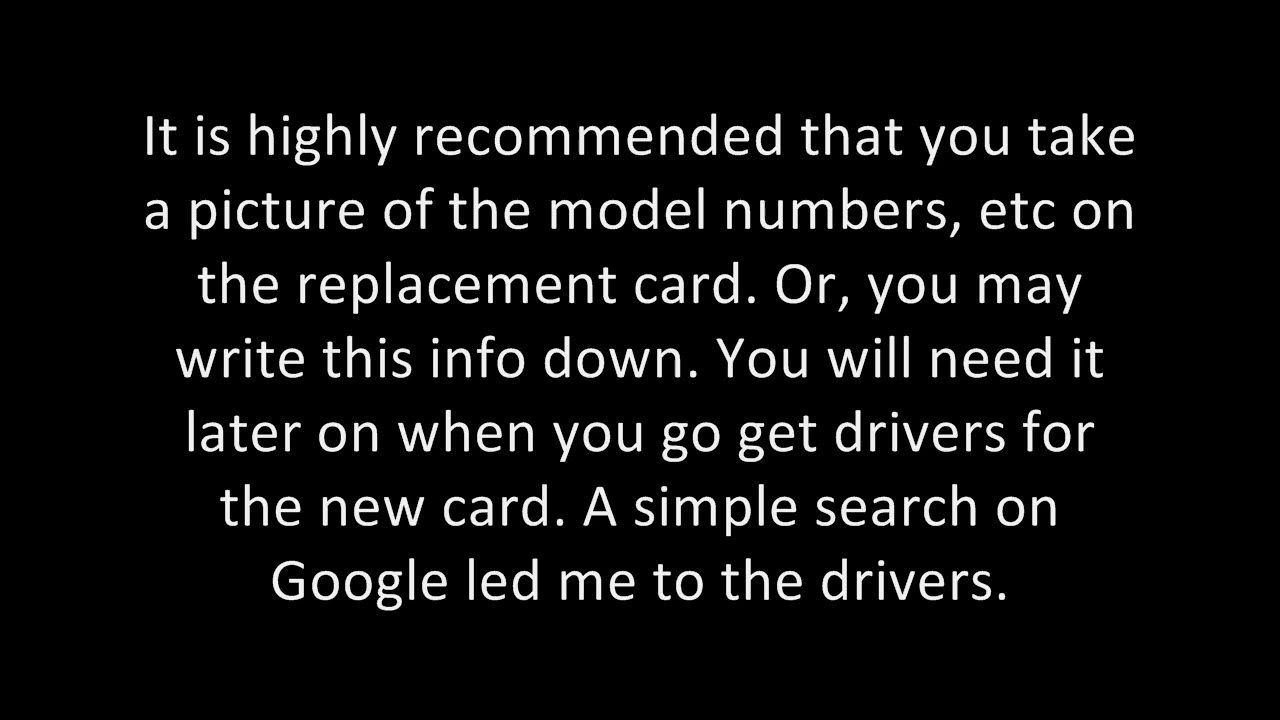 It is highly recommended that you take
a picture of the model numbers, etc on
the replacement card. Or, you may
write this info down. You will need it
later on when you go get drivers for
the new card. A simple search on
Google led me to the drivers.